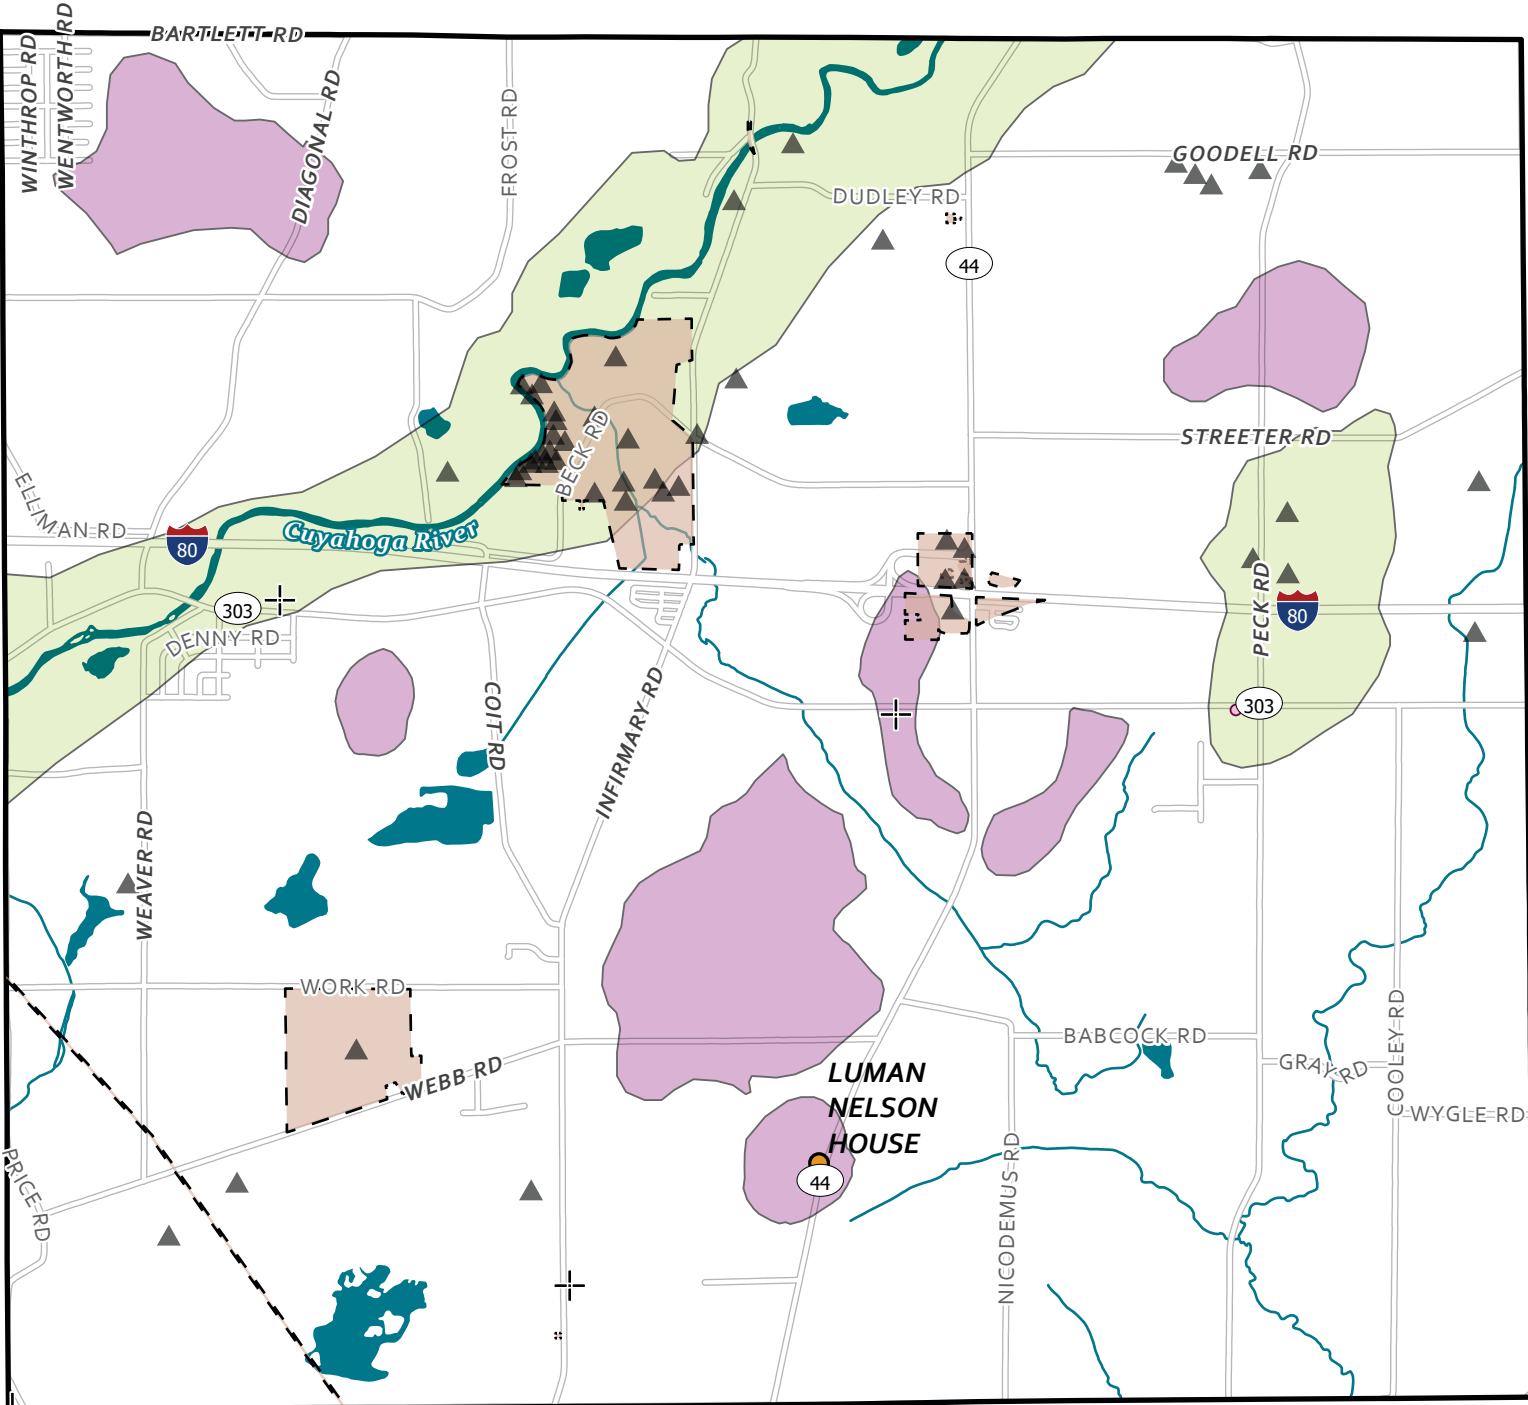 BARTLETT RD
WINTHROP RD
WENTWORTH RD
DIAGONAL RD
FROST RD
GOODELL RD
DUDLEY RD
44
STREETER RD
BECK RD
ELLMAN RD
80
Cuyahoga River
303
DENNY RD
PECK RD
80
303
COIT RD
INFIRMARY RD
WEAVER RD
WORK RD
WEBB RD
BABCOCK RD
GRAY RD
COOLEY RD
WYGLE RD
LUMAN
NELSON
HOUSE
44
PRICE RD
NICODEMUS RD